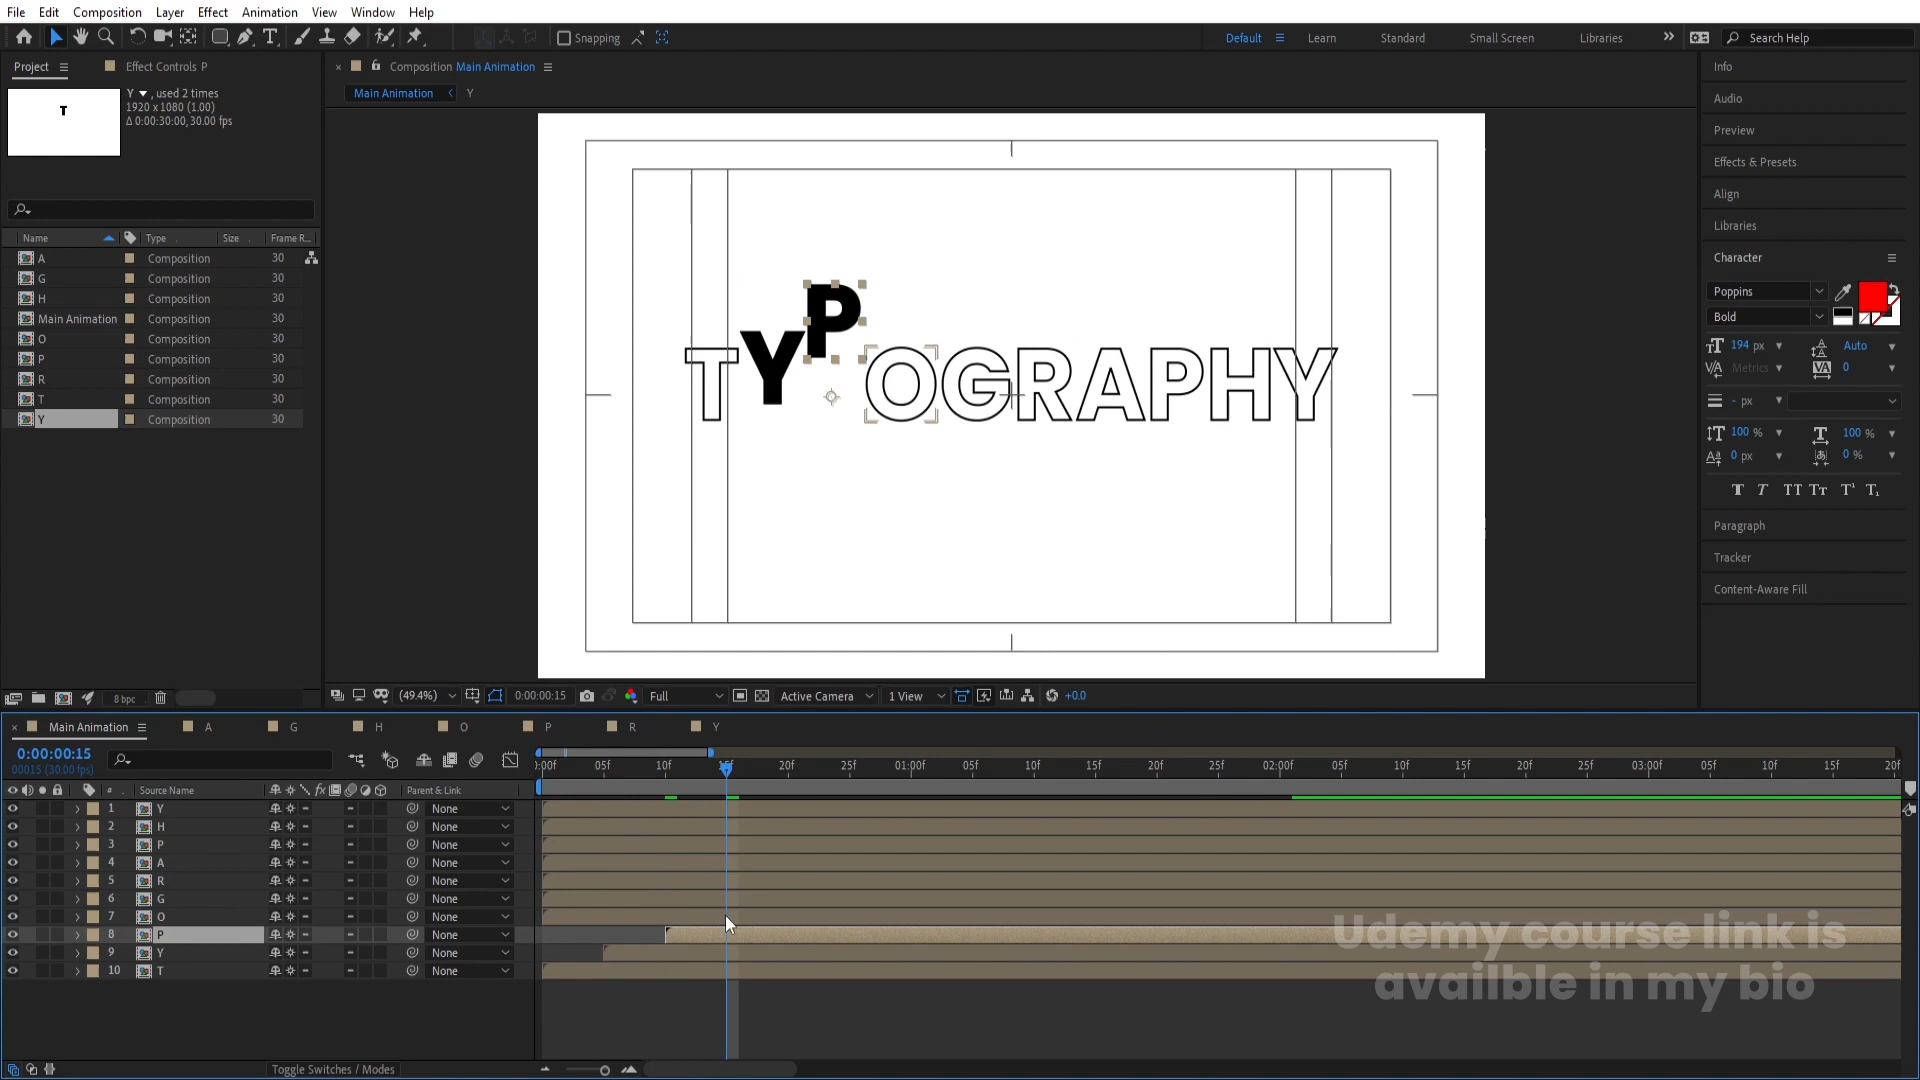 File Edit Composition Layer Effect Animation View Window Help
Snapping Default Learn Standard Small Screen Libraries Search Help
Project Effect Controls P
Composition Main Animation
Info
Y , used 2 times
1920 x 1080 (1.00)
Δ 0:00:30:00, 30.00 fps
Main Animation Y
Audio
Preview
Effects & Presets
Align
Libraries
Name Type Size Frame R...
A Composition 30
G Composition 30
H Composition 30
Main Animation Composition 30
O Composition 30
P Composition 30
R Composition 30
T Composition 30
Y Composition 30
TYPOGRAPHY
Character
Poppins
Bold
194 px Auto
Metrics 0
- px
100 % 100 %
0 px 0 %
T T TT Tt T¹ T₁
Paragraph
Tracker
Content-Aware Fill
8 bpc
(49.4%) 0:00:00:15 Full Active Camera 1 View +0.0
Main Animation A G H O P R Y
0:00:00:15
00015 (30.00 fps)
:00f 05f 10f 15f 20f 25f 01:00f 05f 10f 15f 20f 25f 02:00f 05f 10f 15f 20f 25f 03:00f 05f 10f 15f 20f
# Source Name fx Parent & Link
1 Y None
2 H None
3 P None
4 A None
5 R None
6 G None
7 O None
8 P None
9 Y None
10 T None
Udemy course link is
availble in my bio
Toggle Switches / Modes